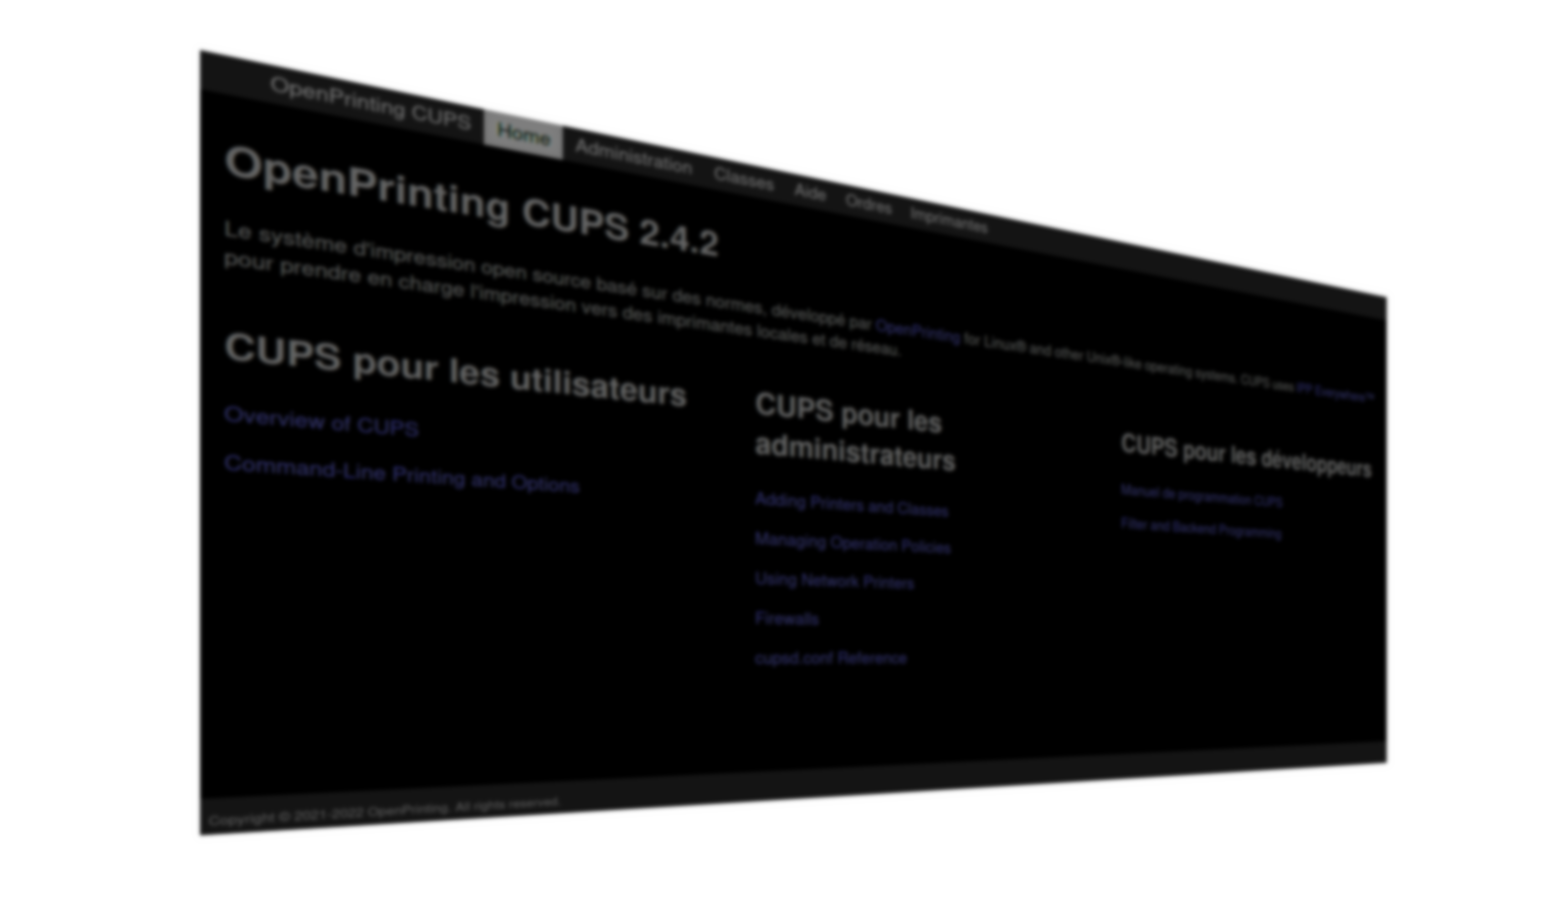 OpenPrinting CUPS Home Administration Classes Aide Ordres Imprimantes
OpenPrinting CUPS 2.4.2
Le système d'impression open source basé sur des normes, développé par OpenPrinting for Linux® and other Unix®-like operating systems. CUPS uses IPP Everywhere™
pour prendre en charge l'impression vers des imprimantes locales et de réseau.
CUPS pour les utilisateurs
Overview of CUPS
Command-Line Printing and Options
CUPS pour les
administrateurs
Adding Printers and Classes
Managing Operation Policies
Using Network Printers
Firewalls
cupsd.conf Reference
CUPS pour les développeurs
Manuel de programmation CUPS
Filter and Backend Programming
Copyright © 2021-2022 OpenPrinting. All rights reserved.